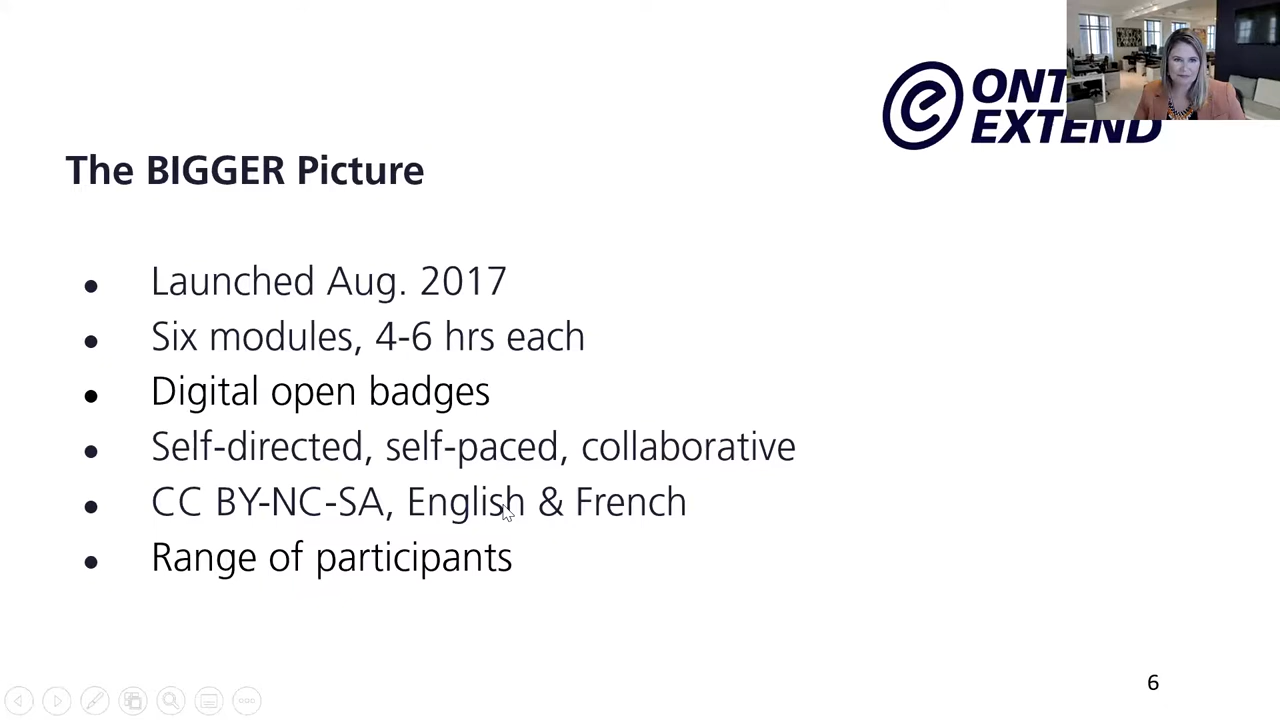 ONT
EXTEND
The BIGGER Picture
• Launched Aug. 2017
• Six modules, 4-6 hrs each
• Digital open badges
• Self-directed, self-paced, collaborative
• CC BY-NC-SA, English & French
• Range of participants
6